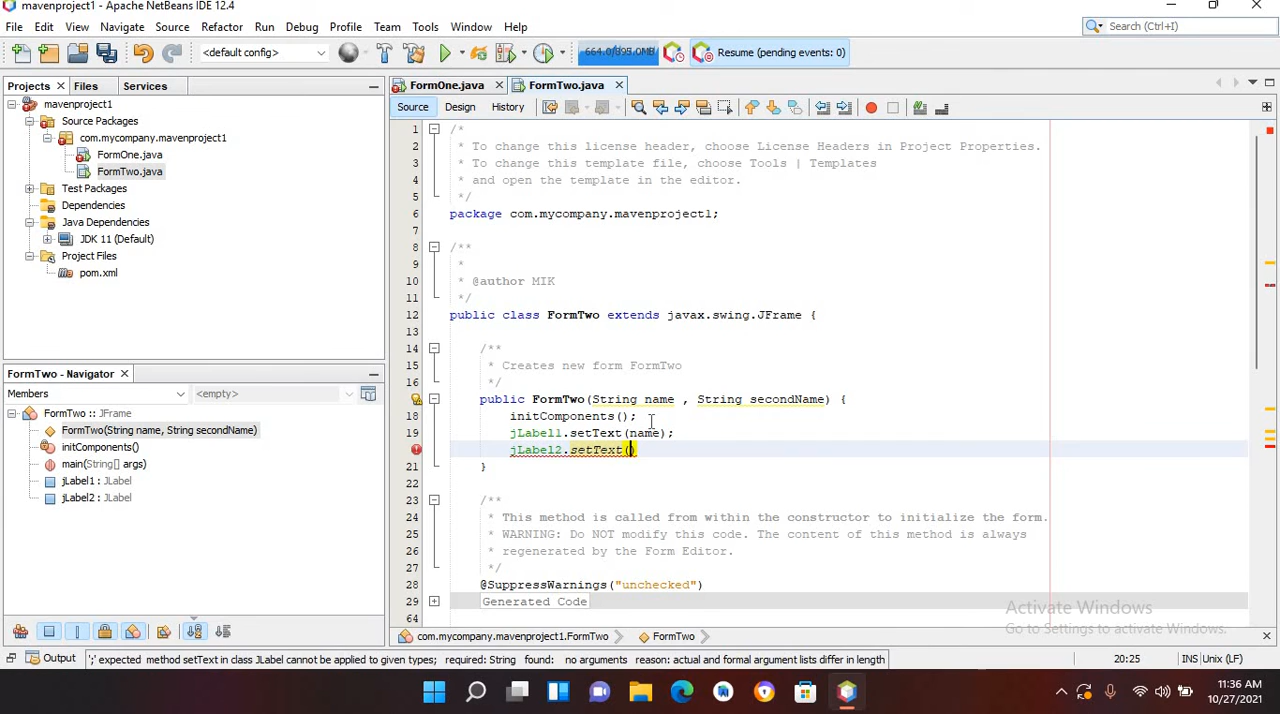 mavenproject1 - Apache NetBeans IDE 12.4
File Edit View Navigate Source Refactor Run Debug Profile Team Tools Window Help
Search (Ctrl+I)
<default config>
664.0/895.0MB
Resume (pending events: 0)
Projects Files Services
FormOne.java FormTwo.java
Source Design History
mavenproject1
Source Packages
com.mycompany.mavenproject1
FormOne.java
FormTwo.java
Test Packages
Dependencies
Java Dependencies
JDK 11 (Default)
Project Files
pom.xml
FormTwo - Navigator
Members <empty>
FormTwo :: JFrame
FormTwo(String name, String secondName)
initComponents()
main(String[] args)
jLabel1 : JLabel
jLabel2 : JLabel
1 /*
2 * To change this license header, choose License Headers in Project Properties.
3 * To change this template file, choose Tools | Templates
4 * and open the template in the editor.
5 */
6 package com.mycompany.mavenproject1;
7
8 /**
9 *
10 * @author MIK
11 */
12 public class FormTwo extends javax.swing.JFrame {
13
14 /**
15 * Creates new form FormTwo
16 */
public FormTwo(String name , String secondName) {
18 initComponents();
19 jLabel1.setText(name);
jLabel2.setText()
21 }
22
23 /**
24 * This method is called from within the constructor to initialize the form.
25 * WARNING: Do NOT modify this code. The content of this method is always
26 * regenerated by the Form Editor.
27 */
28 @SuppressWarnings("unchecked")
29 Generated Code
64
Activate Windows
Go to Settings to activate Windows.
com.mycompany.mavenproject1.FormTwo FormTwo
Output
';' expected method setText in class JLabel cannot be applied to given types; required: String found: no arguments reason: actual and formal argument lists differ in length
20:25 INS Unix (LF)
11:36 AM
10/27/2021